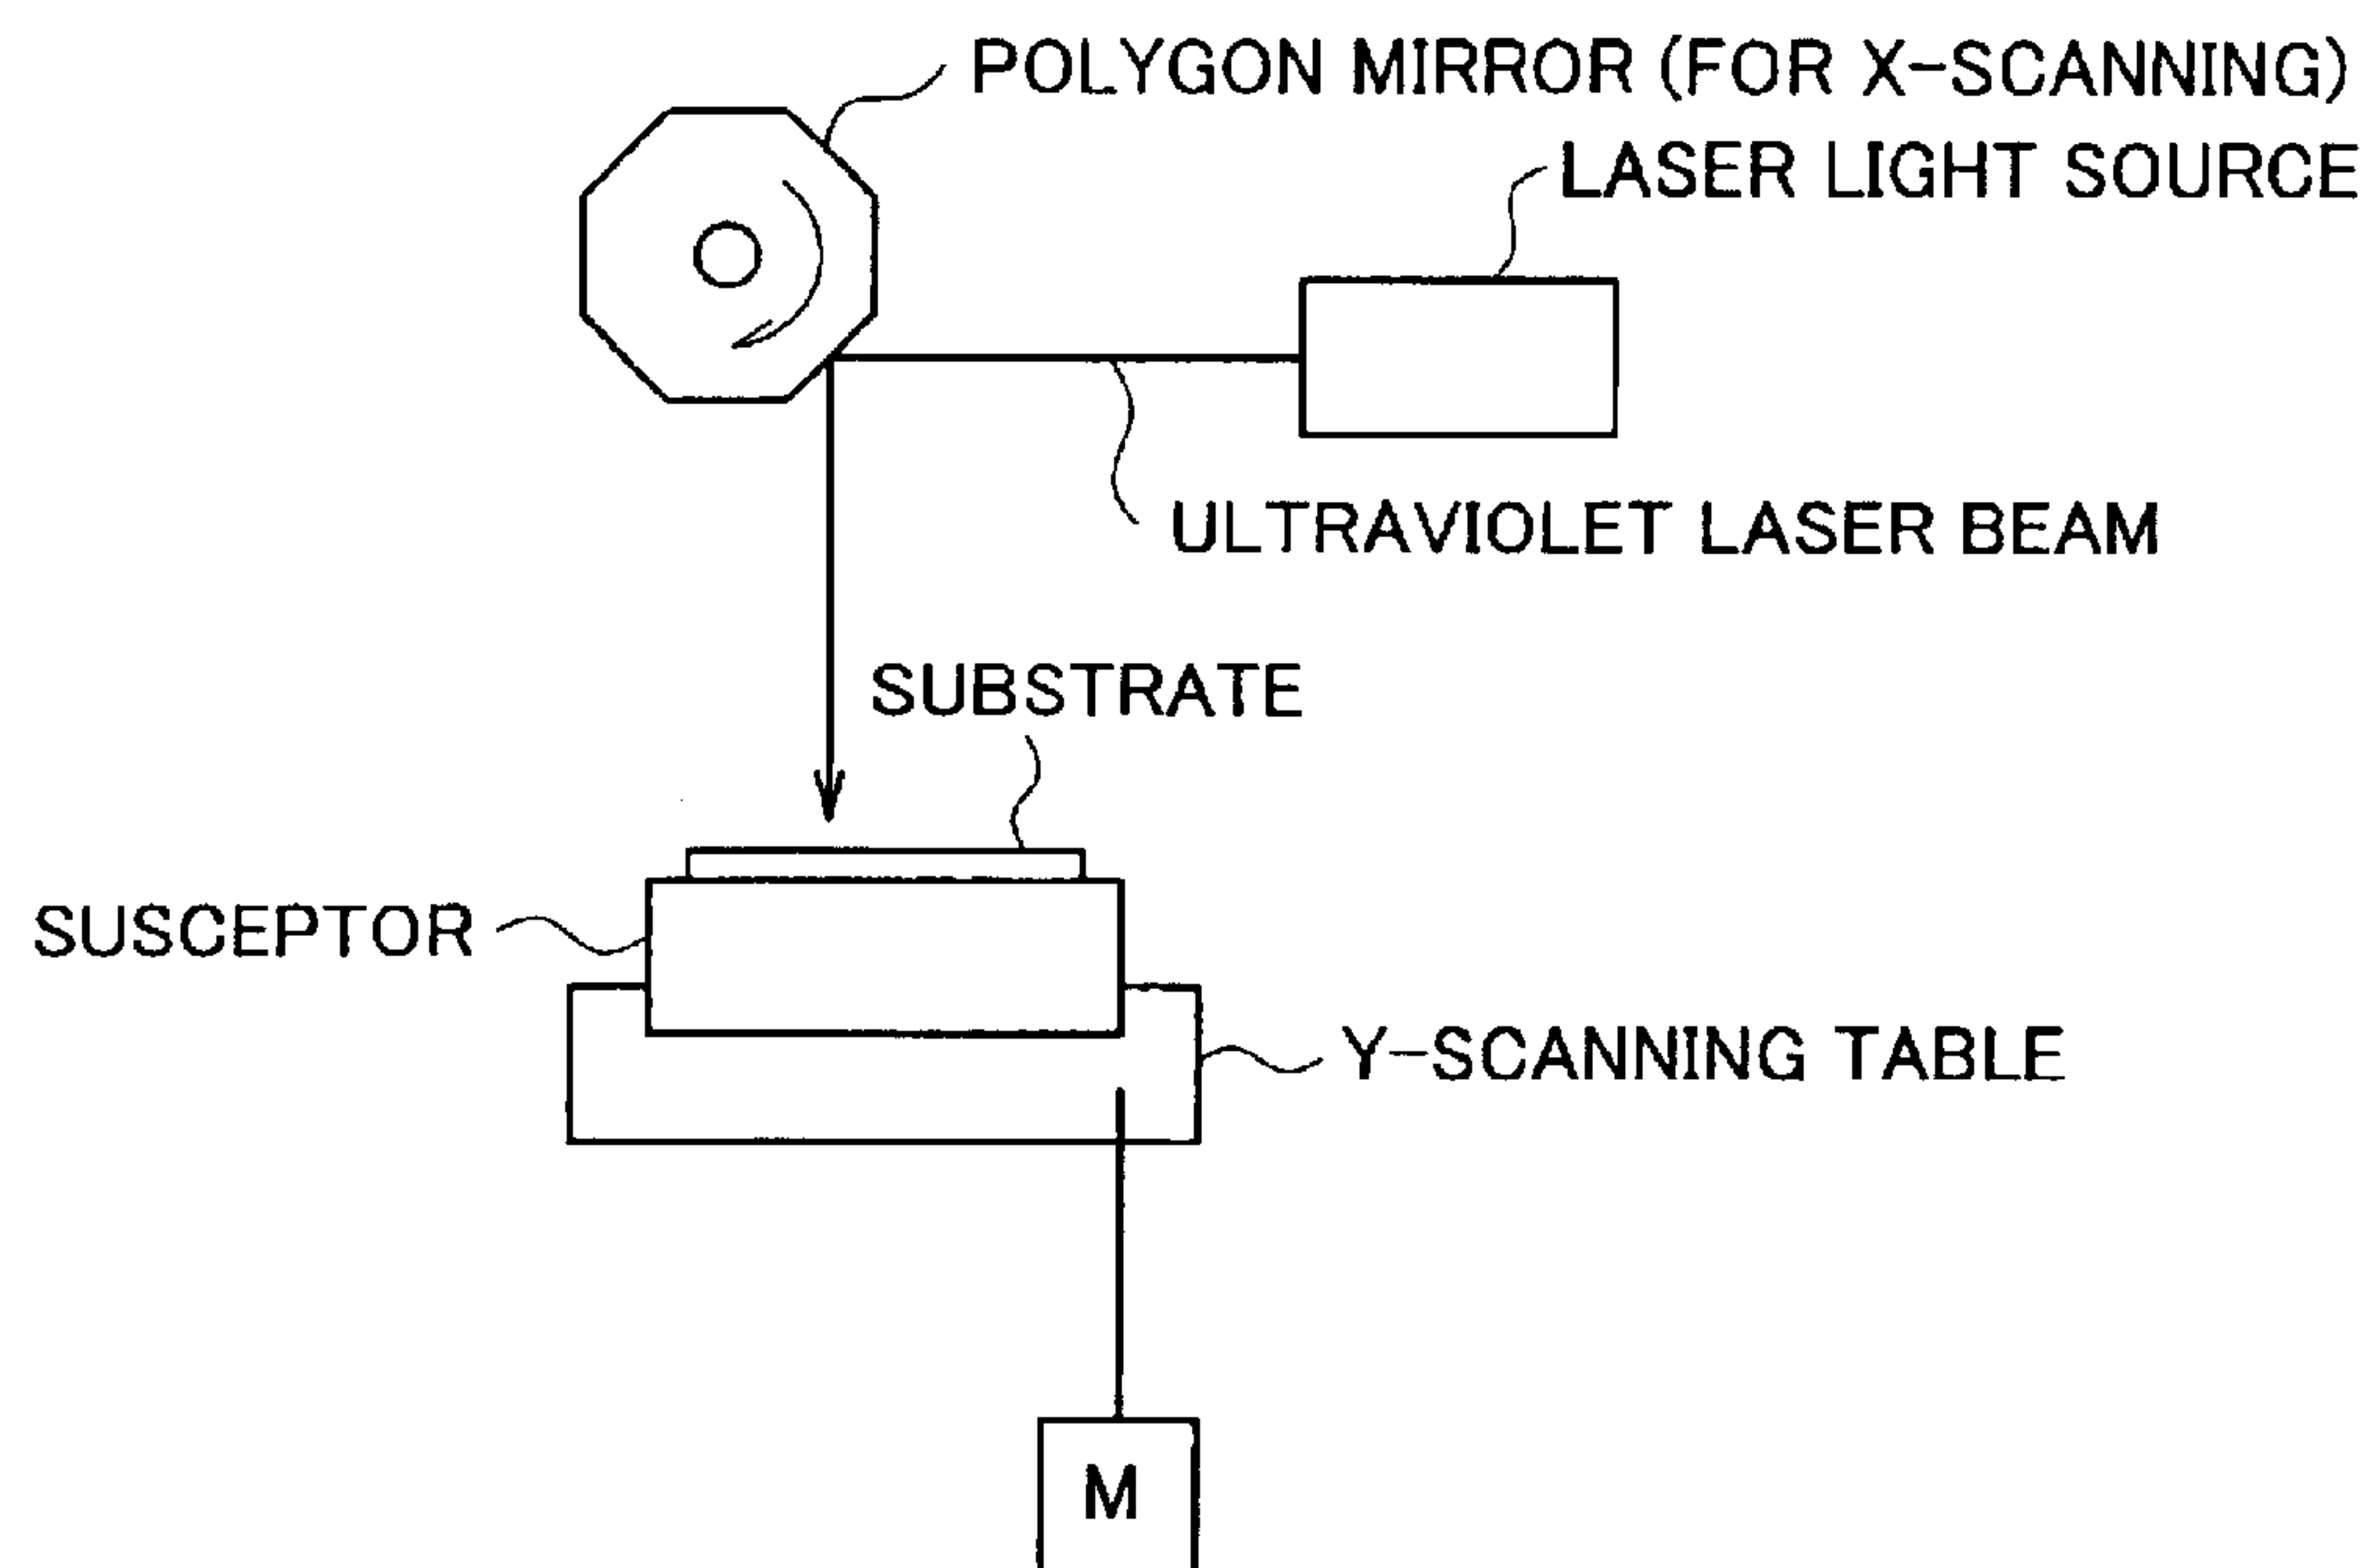 POLYGON MIRROR (FOR X-SCANNING)
LASER LIGHT SOURCE
ULTRAVIOLET LASER BEAM
SUBSTRATE
SUSCEPTOR
Y-SCANNING TABLE
M